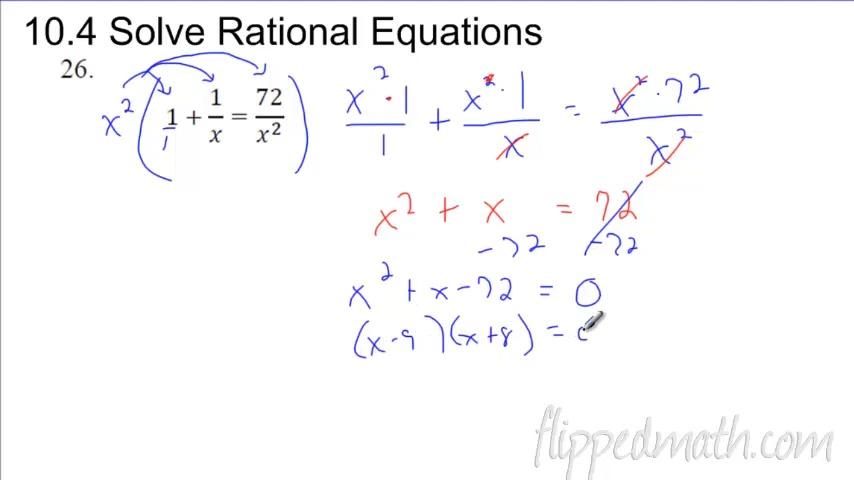 10.4 Solve Rational Equations
26.
x² ( 1/1 + 1/x = 72/x² )
x² · 1 / 1 + x² · 1 / x = x² · 72 / x²
x² + x = 72
-72 -72
x² + x - 72 = 0
(x - 9)(x + 8) = 0
flippedmath.com